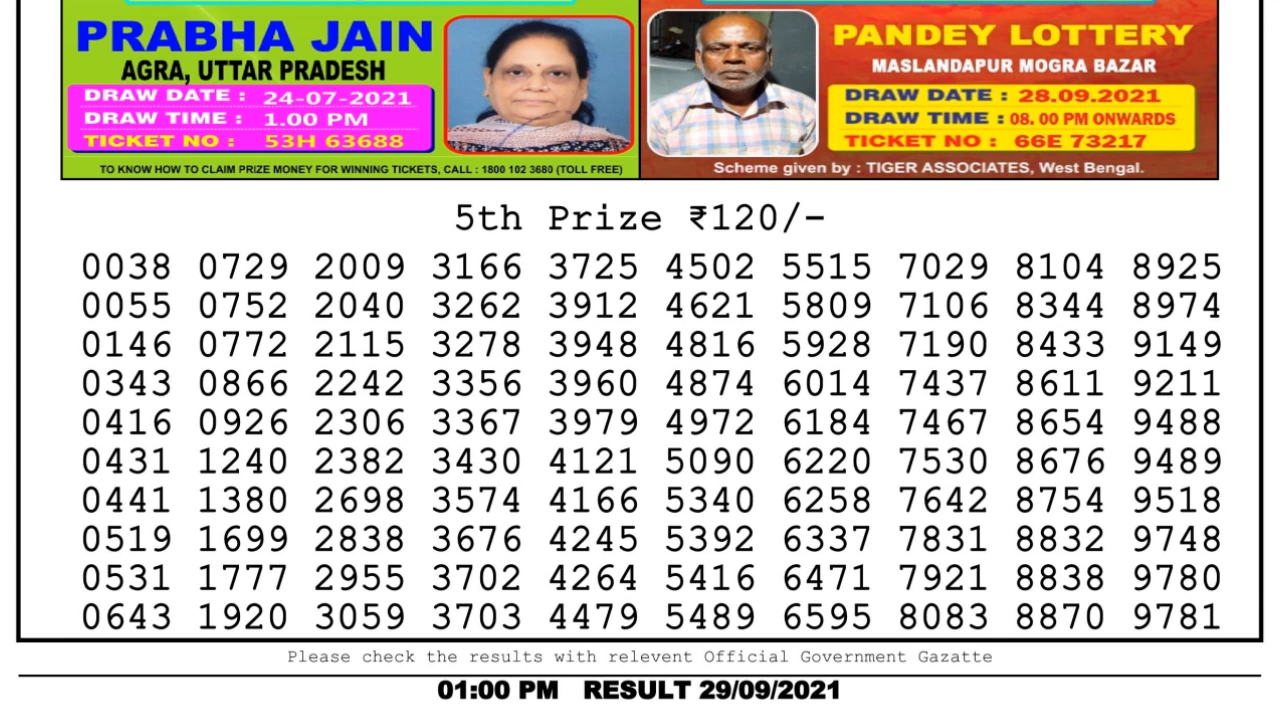 PRABHA JAIN
AGRA, UTTAR PRADESH
DRAW DATE : 24-07-2021
DRAW TIME : 1.00 PM
TICKET NO : 53H 63688
TO KNOW HOW TO CLAIM PRIZE MONEY FOR WINNING TICKETS, CALL : 1800 102 3680 (TOLL FREE)
PANDEY LOTTERY
MASLANDAPUR MOGRA BAZAR
DRAW DATE : 28.09.2021
DRAW TIME : 08. 00 PM ONWARDS
TICKET NO : 66E 73217
Scheme given by : TIGER ASSOCIATES, West Bengal.
5th Prize ₹120/-
0038 0729 2009 3166 3725 4502 5515 7029 8104 8925
0055 0752 2040 3262 3912 4621 5809 7106 8344 8974
0146 0772 2115 3278 3948 4816 5928 7190 8433 9149
0343 0866 2242 3356 3960 4874 6014 7437 8611 9211
0416 0926 2306 3367 3979 4972 6184 7467 8654 9488
0431 1240 2382 3430 4121 5090 6220 7530 8676 9489
0441 1380 2698 3574 4166 5340 6258 7642 8754 9518
0519 1699 2838 3676 4245 5392 6337 7831 8832 9748
0531 1777 2955 3702 4264 5416 6471 7921 8838 9780
0643 1920 3059 3703 4479 5489 6595 8083 8870 9781
Please check the results with relevent Official Government Gazatte
01:00 PM RESULT 29/09/2021